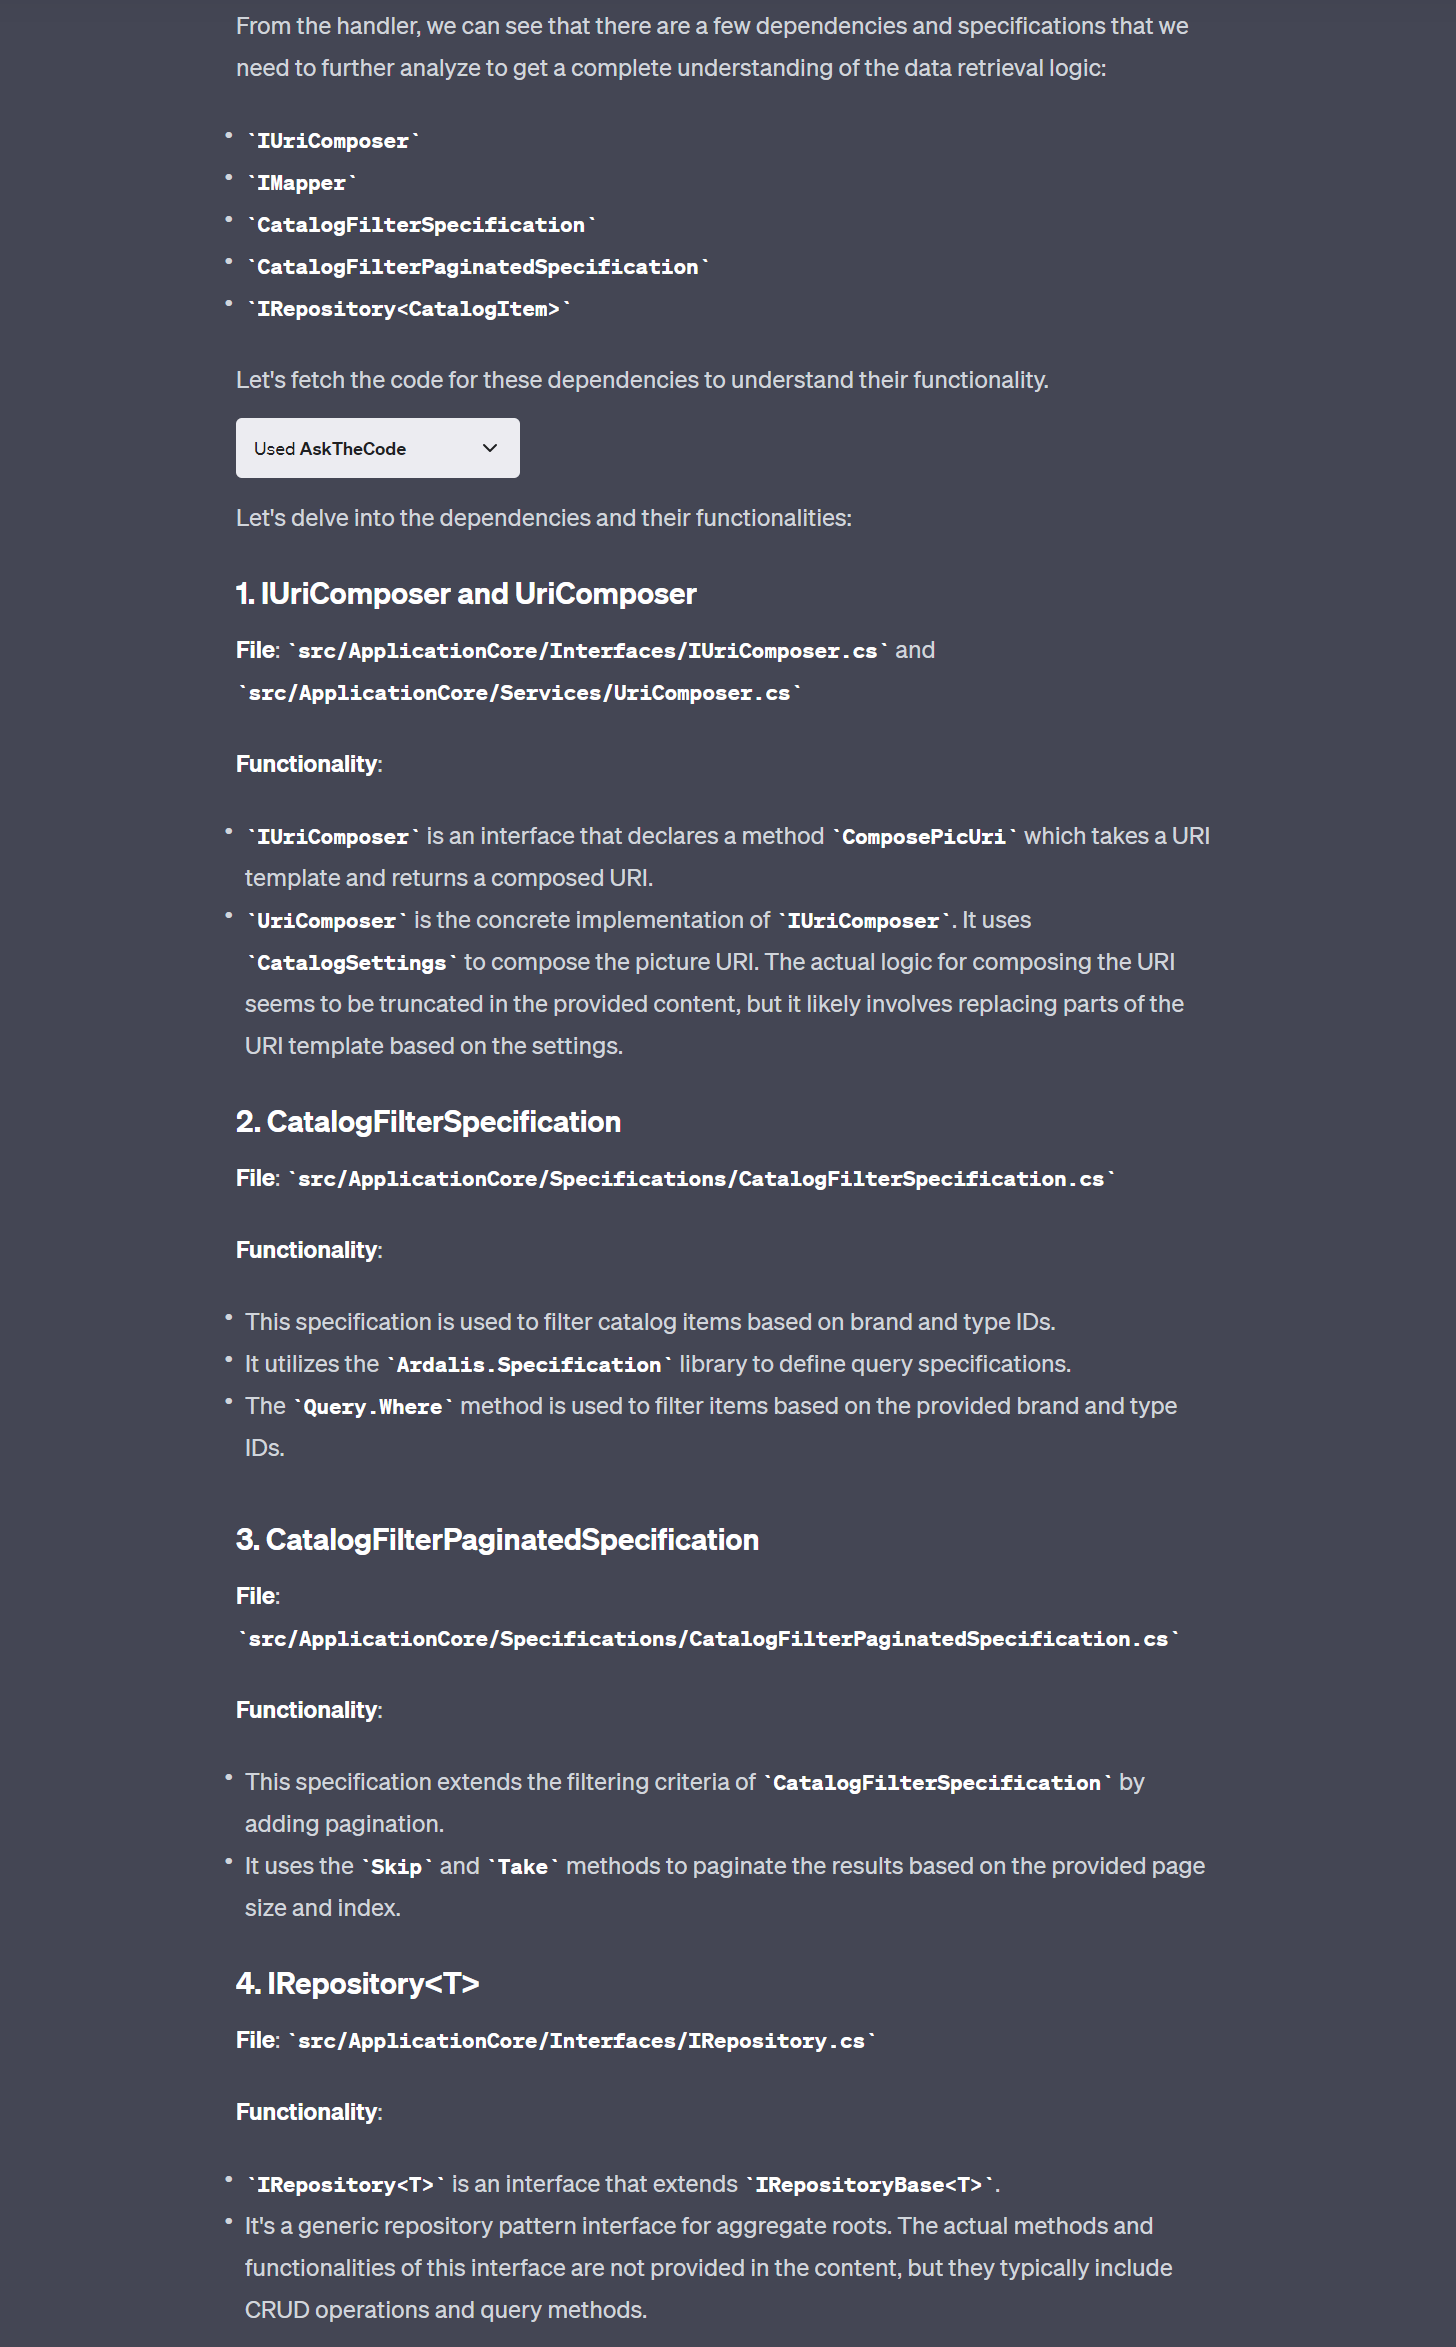 From the handler, we can see that there are a few dependencies and specifications that we
need to further analyze to get a complete understanding of the data retrieval logic:
• `IUriComposer`
• `IMapper`
• `CatalogFilterSpecification`
• `CatalogFilterPaginatedSpecification`
• `IRepository<CatalogItem>`
Let's fetch the code for these dependencies to understand their functionality.
Used AskTheCode
Let's delve into the dependencies and their functionalities:
1. IUriComposer and UriComposer
File: `src/ApplicationCore/Interfaces/IUriComposer.cs` and
`src/ApplicationCore/Services/UriComposer.cs`
Functionality:
• `IUriComposer` is an interface that declares a method `ComposePicUri` which takes a URI
template and returns a composed URI.
• `UriComposer` is the concrete implementation of `IUriComposer`. It uses
`CatalogSettings` to compose the picture URI. The actual logic for composing the URI
seems to be truncated in the provided content, but it likely involves replacing parts of the
URI template based on the settings.
2. CatalogFilterSpecification
File: `src/ApplicationCore/Specifications/CatalogFilterSpecification.cs`
Functionality:
• This specification is used to filter catalog items based on brand and type IDs.
• It utilizes the `Ardalis.Specification` library to define query specifications.
• The `Query.Where` method is used to filter items based on the provided brand and type
IDs.
3. CatalogFilterPaginatedSpecification
File:
`src/ApplicationCore/Specifications/CatalogFilterPaginatedSpecification.cs`
Functionality:
• This specification extends the filtering criteria of `CatalogFilterSpecification` by
adding pagination.
• It uses the `Skip` and `Take` methods to paginate the results based on the provided page
size and index.
4. IRepository<T>
File: `src/ApplicationCore/Interfaces/IRepository.cs`
Functionality:
• `IRepository<T>` is an interface that extends `IRepositoryBase<T>`.
• It's a generic repository pattern interface for aggregate roots. The actual methods and
functionalities of this interface are not provided in the content, but they typically include
CRUD operations and query methods.